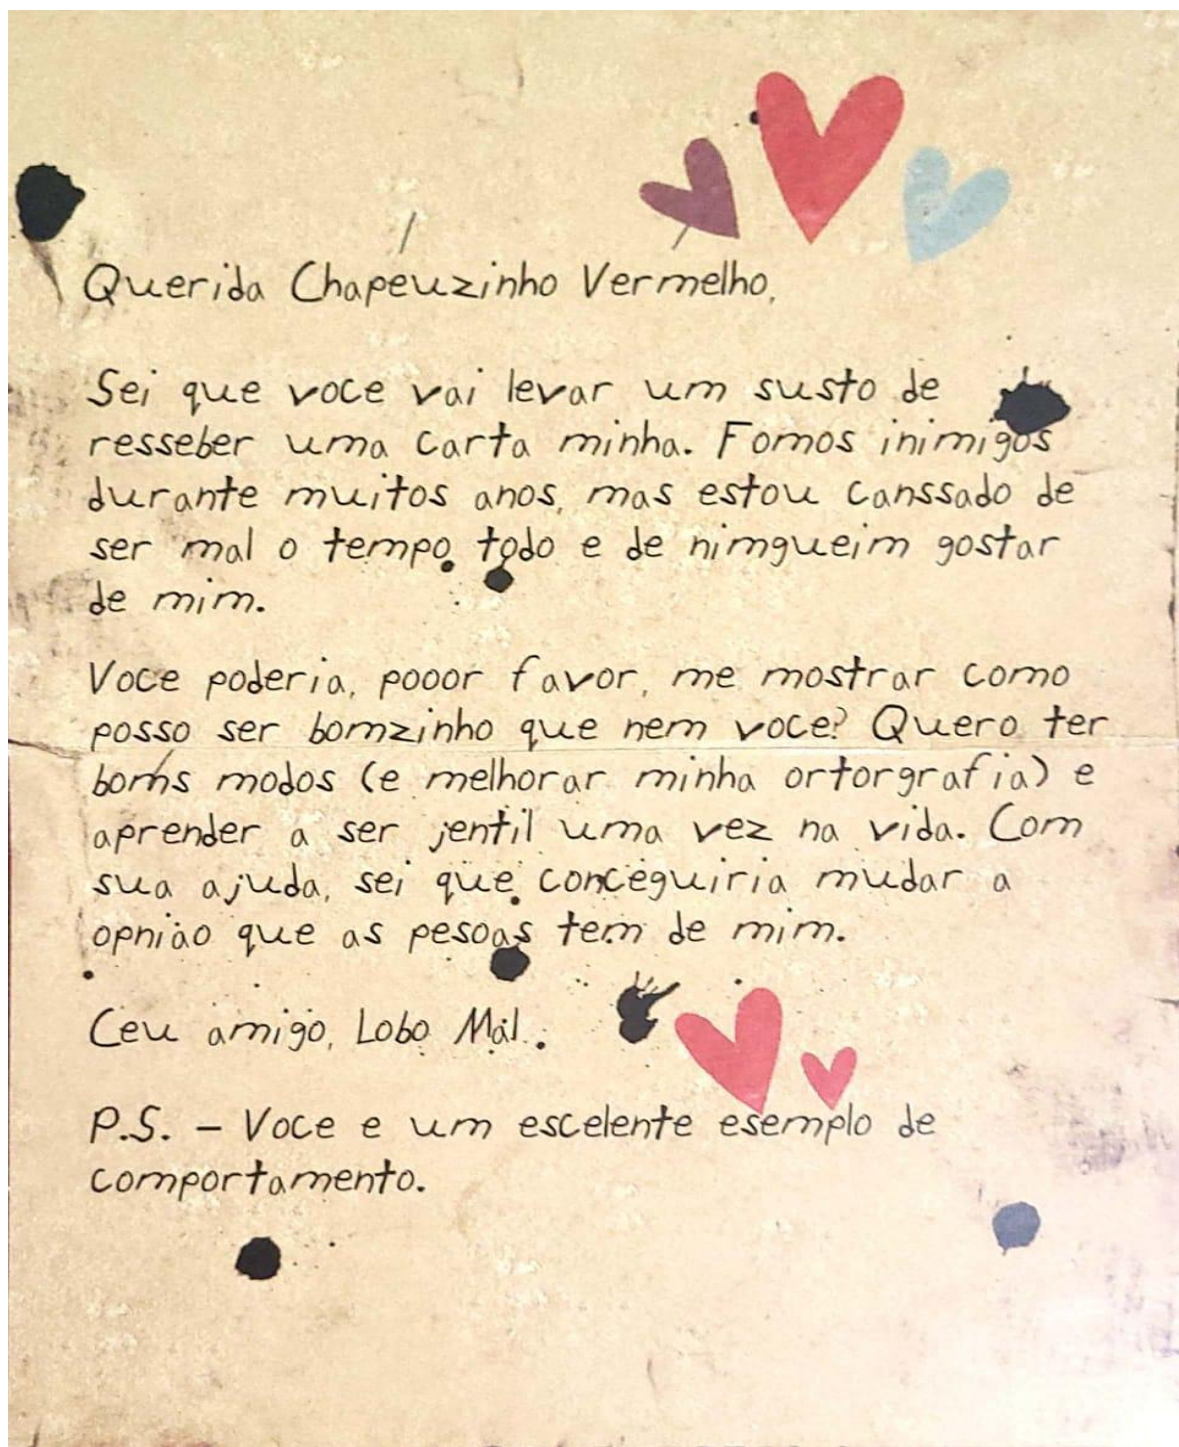 Querida Chapeuzinho Vermelho,
Sei que voce vai levar um susto de
resseber uma carta minha. Fomos inimigos
durante muitos anos, mas estou canssado de
ser mal o tempo todo e de nimgueim gostar
de mim.
Voce poderia, pooor favor, me mostrar como
posso ser bomzinho que nem voce? Quero ter
boms modos (e melhorar minha ortorgrafia) e
aprender a ser jentil uma vez na vida. Com
sua ajuda, sei que conceguiria mudar a
opniao que as pesoas tem de mim.
Ceu amigo, Lobo Mal.
P.S. – Voce e um escelente esemplo de
comportamento.